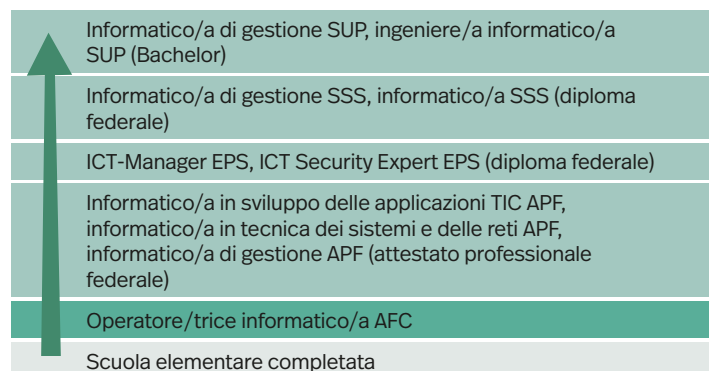 Informatico/a di gestione SUP, ingeniere/a informatico/a
SUP (Bachelor)
Informatico/a di gestione SSS, informatico/a SSS (diploma
federale)
ICT-Manager EPS, ICT Security Expert EPS (diploma federale)
Informatico/a in sviluppo delle applicazioni TIC APF,
informatico/a in tecnica dei sistemi e delle reti APF,
informatico/a di gestione APF (attestato professionale
federale)
Operatore/trice informatico/a AFC
Scuola elementare completata